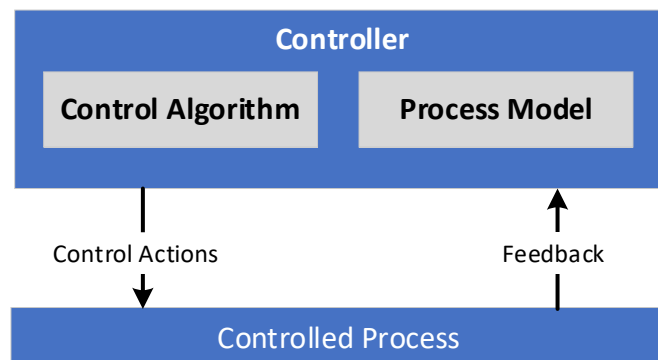 Controller
Control Algorithm
Process Model
Control Actions
Feedback
Controlled Process